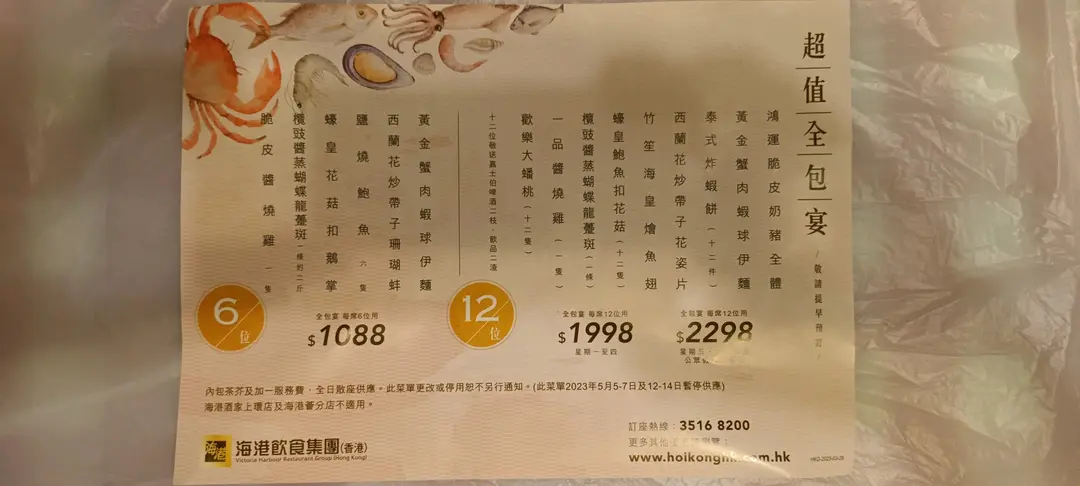 超值全包宴
/ 敬請提早預訂 /
鴻運脆皮奶豬全體
黃金蟹肉蝦球伊麵
泰式炸蝦餅(十二件)
西蘭花炒帶子花姿片
竹笙海皇燴魚翅
蠔皇鮑魚扣花菇(十二隻)
欖豉醬蒸蝴蝶龍躉斑(一條)
一品醬燒雞(一隻)
歡樂大蟠桃(十二隻)
十二位敬送嘉士伯啤酒二枝,飲品二渣
12位
全包宴 每席12位用
$1998
星期一至四
全包宴 每席12位用
$2298
星期五
公眾
黃金蟹肉蝦球伊麵
西蘭花炒帶子珊瑚蚌
鹽燒鮑魚 六隻
蠔皇花菇扣鵝掌
欖豉醬蒸蝴蝶龍躉斑 一條約二斤
脆皮醬燒雞 一隻
6位
全包宴 每席6位用
$1088
內包茶芥及加一服務費,全日散座供應。此菜單更改或停用恕不另行通知。(此菜單2023年5月5-7日及12-14日暫停供應)
海港酒家上環店及海港薈分店不適用。
海港
海港飲食集團(香港)
Victoria Harbour Restaurant Group (Hong Kong)
訂座熱線:3516 8200
更多其他
www.hoikonghk.com.hk